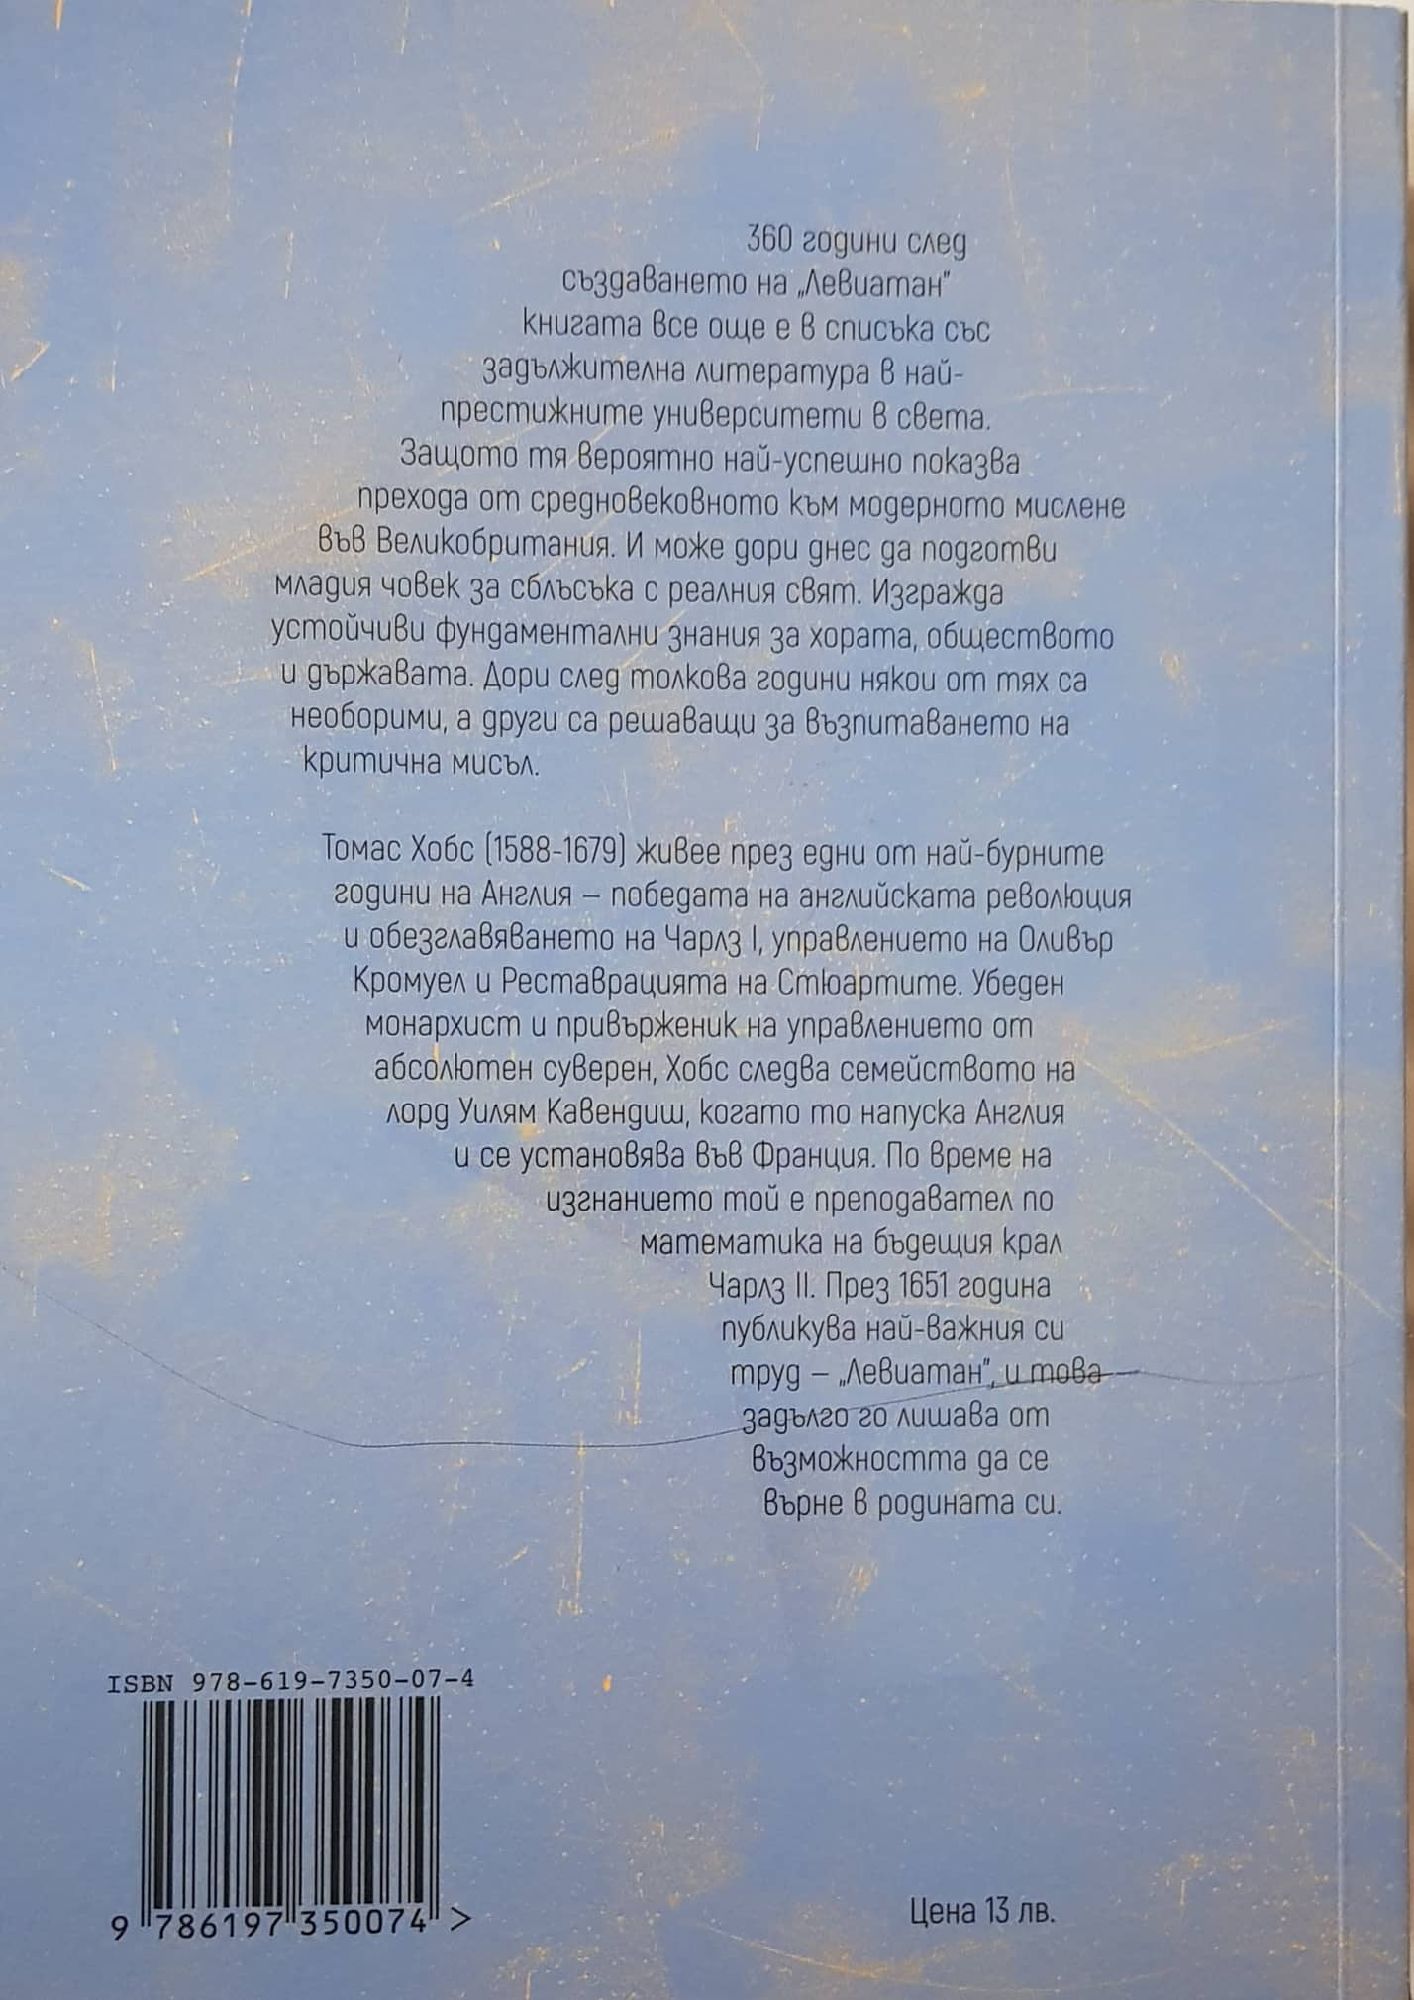 360 години след
създаването на „Левиатан"
книгата все още е в списъка със
задължителна литература в най-
престижните университети в света.
Защото тя вероятно най-успешно показва
прехода от средновековното към модерното мислене
във Великобритания. И може дори днес да подготви
младия човек за сблъсъка с реалния свят. Изгражда
устойчиви фундаментални знания за хората, обществото
и държавата. Дори след толкова години някои от тях са
необорими, а други са решаващи за възпитаването на
критична мисъл.
Томас Хобс (1588-1679) живее през едни от най-бурните
години на Англия – победата на английската революция
и обезглавяването на Чарлз I, управлението на Оливър
Кромуел и Реставрацията на Стюартите. Убеден
монархист и привърженик на управлението от
абсолютен суверен, Хобс следва семейството на
лорд Уилям Кавендиш, когато то напуска Англия
и се установява във Франция. По време на
изгнанието той е преподавател по
математика на бъдещия крал
Чарлз II. През 1651 година
публикува най-важния си
труд – „Левиатан", и това
задълго го лишава от
възможността да се
върне в родината си.
ISBN 978-619-7350-07-4
9 786197 350074 >
Цена 13 лв.